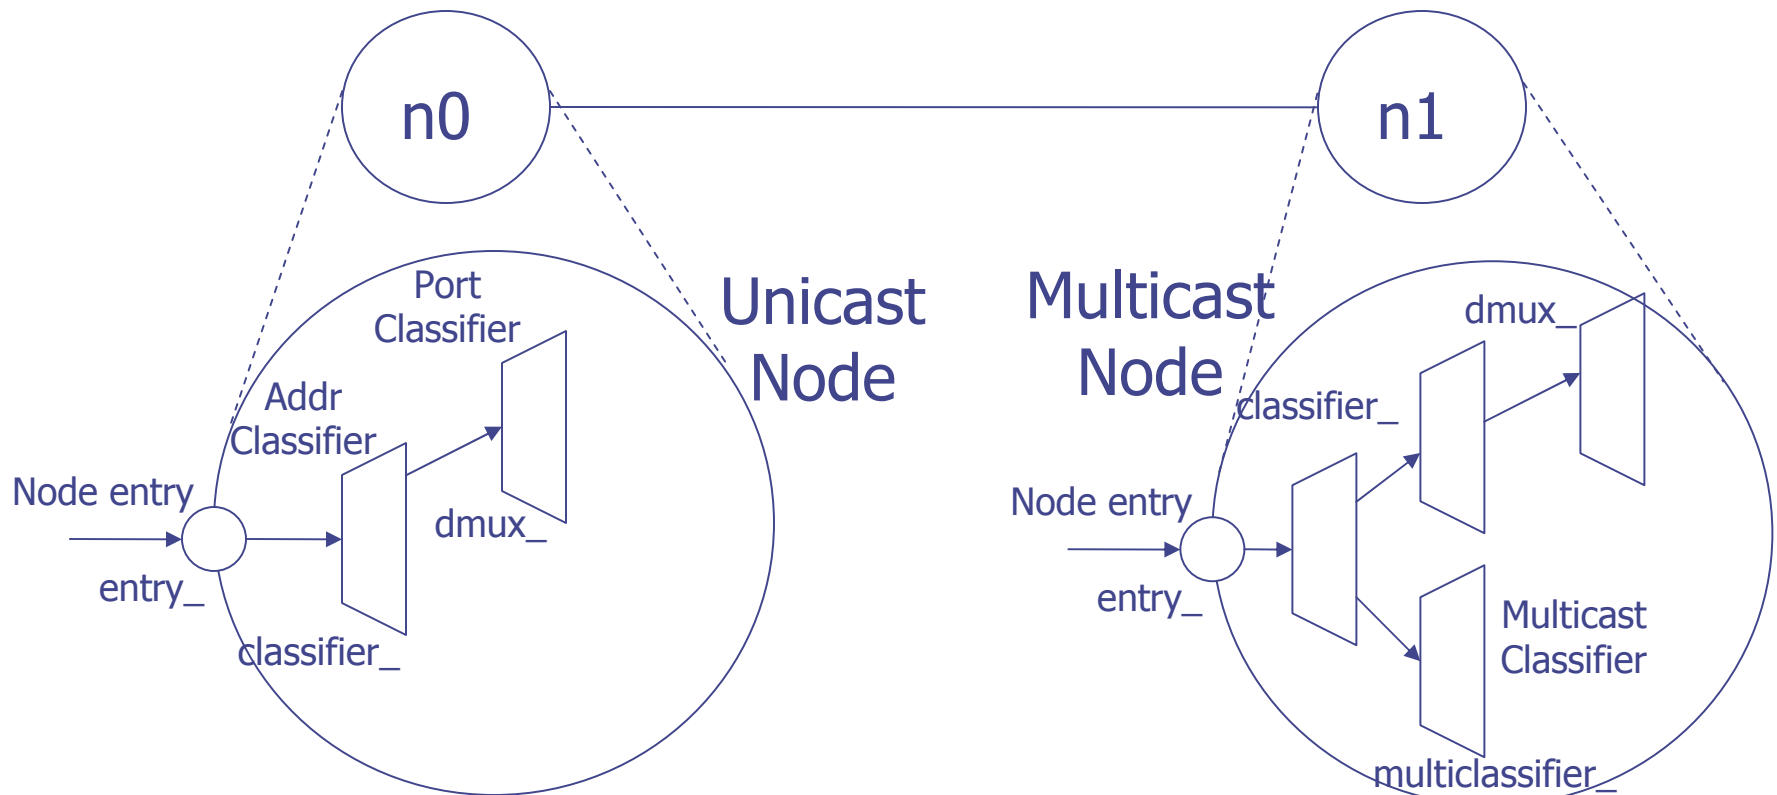 n0
n1
Port
Classifier
Addr
Classifier
Node entry
entry_
classifier_
dmux_
Unicast
Node
Multicast
Node
dmux_
classifier_
Node entry
entry_
Multicast
Classifier
multiclassifier_